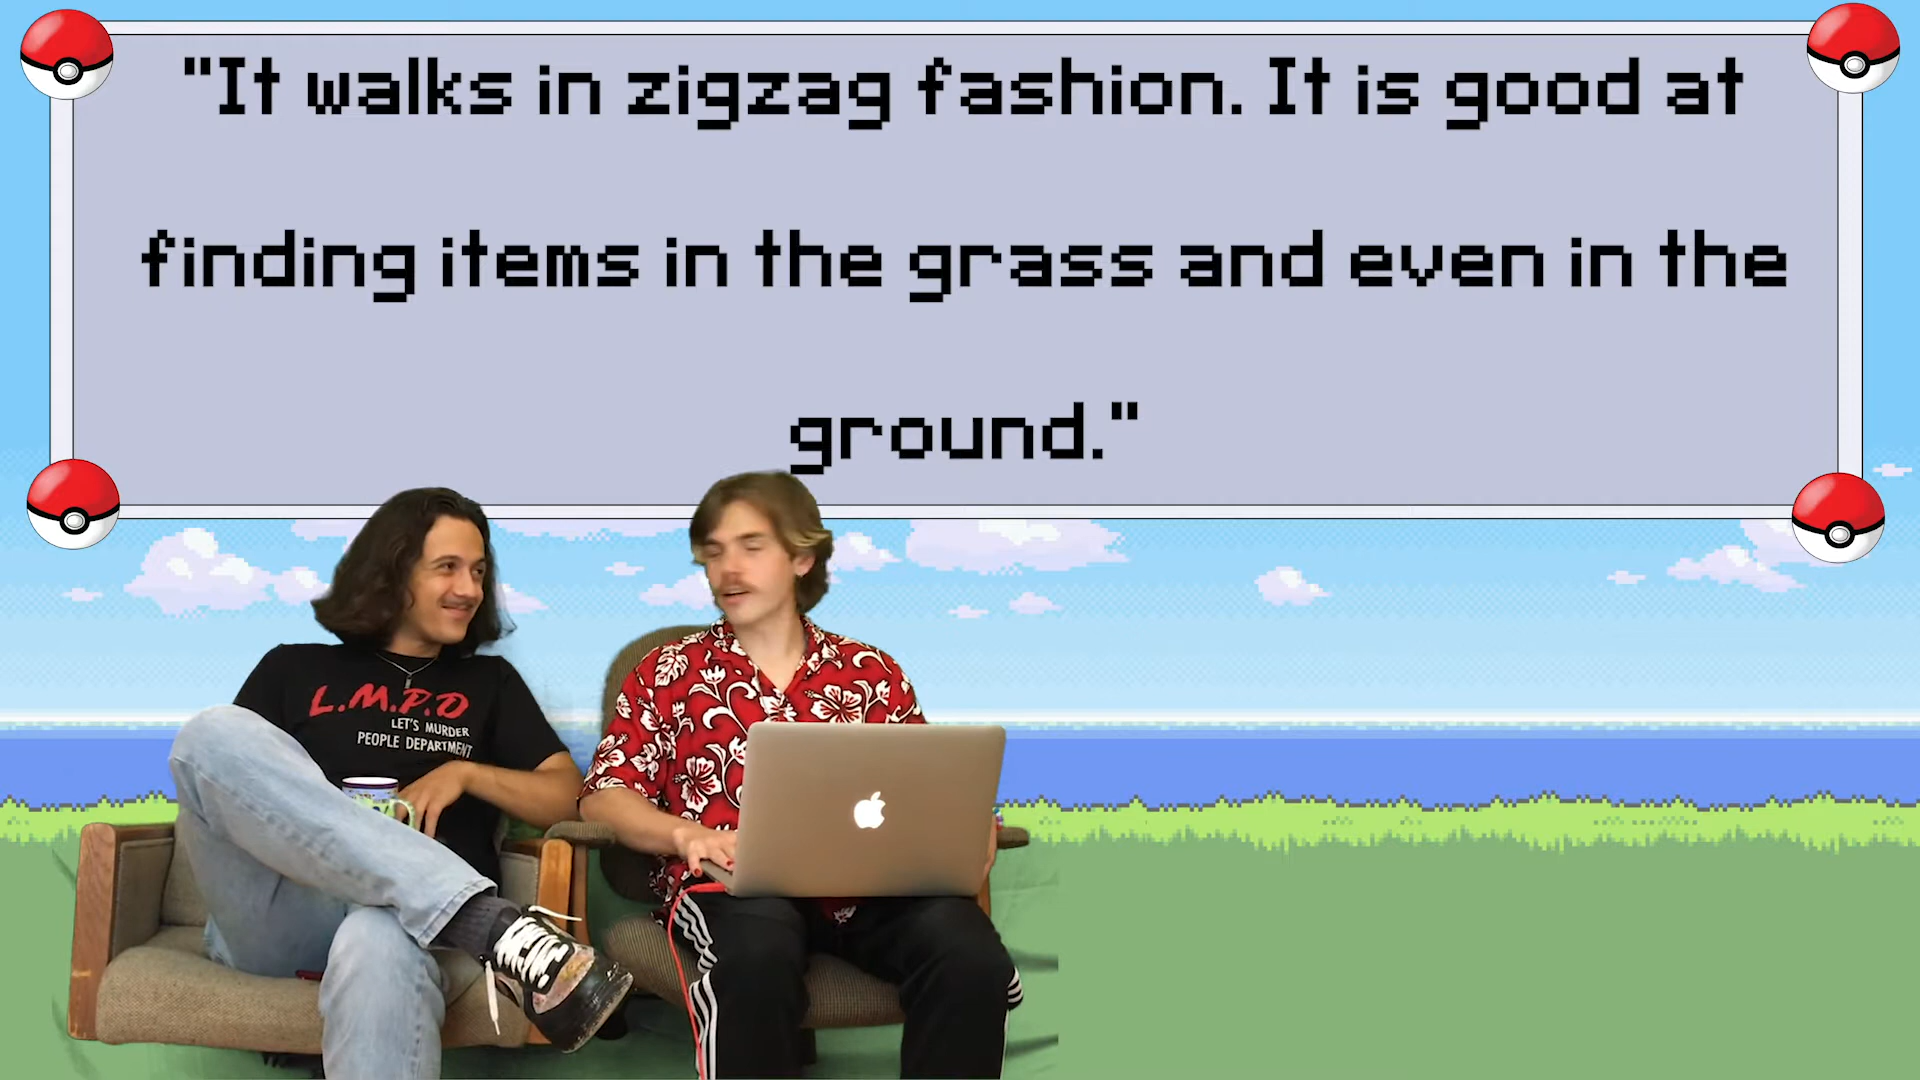 "It walks in zigzag fashion. It is good at
finding items in the grass and even in the
ground."
L.M.P.D
LET'S MURDER
PEOPLE DEPARTMENT